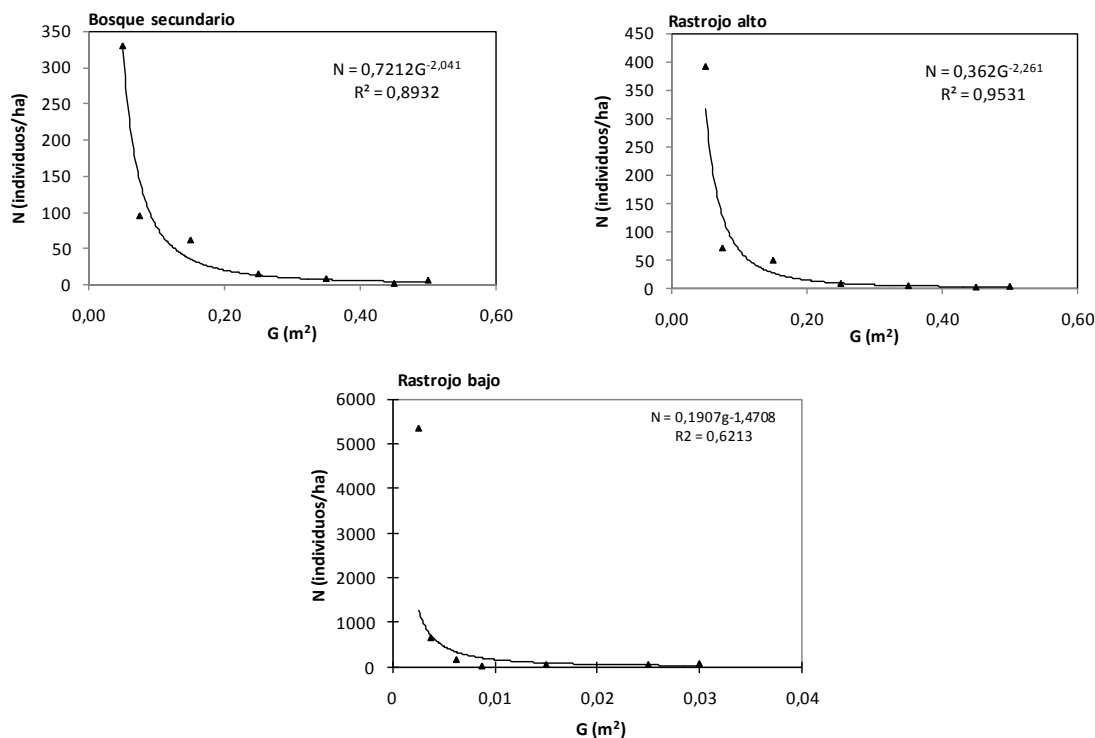 Bosque secundario
N (individuos/ha)
350
300
250
200
150
100
50
0
N = 0,7212G⁻²,⁰⁴¹
R² = 0,8932
0,00 0,20 0,40 0,60
G (m²)
Rastrojo alto
N (individuos/ha)
450
400
350
300
250
200
150
100
50
0
N = 0,362G⁻²,²⁶¹
R² = 0,9531
0,00 0,20 0,40 0,60
G (m²)
Rastrojo bajo
N (individuos/ha)
6000
5000
4000
3000
2000
1000
0
N = 0,1907g-1,4708
R2 = 0,6213
0 0,01 0,02 0,03 0,04
G (m²)